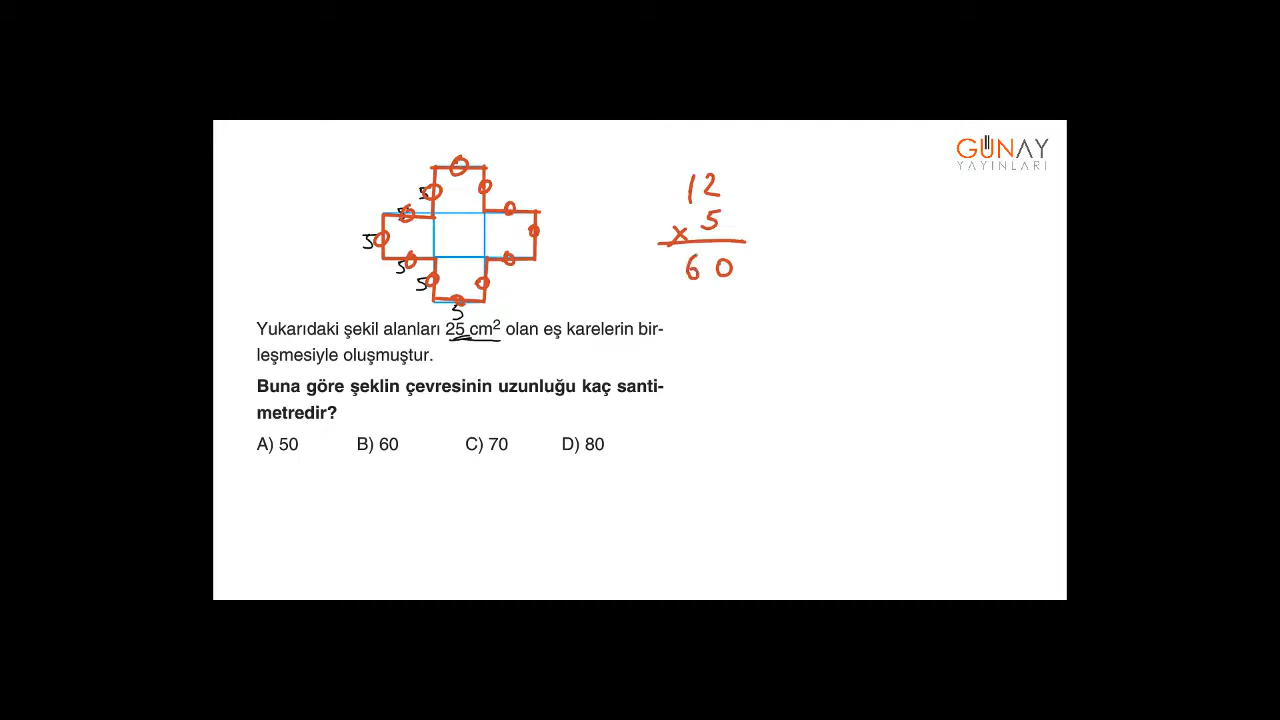 GÜNAY
YAYINLARI
5
5
5
5
5
5
12
x 5
60
Yukarıdaki şekil alanları 25 cm² olan eş karelerin bir-
leşmesiyle oluşmuştur.
Buna göre şeklin çevresinin uzunluğu kaç santi-
metredir?
A) 50 B) 60 C) 70 D) 80